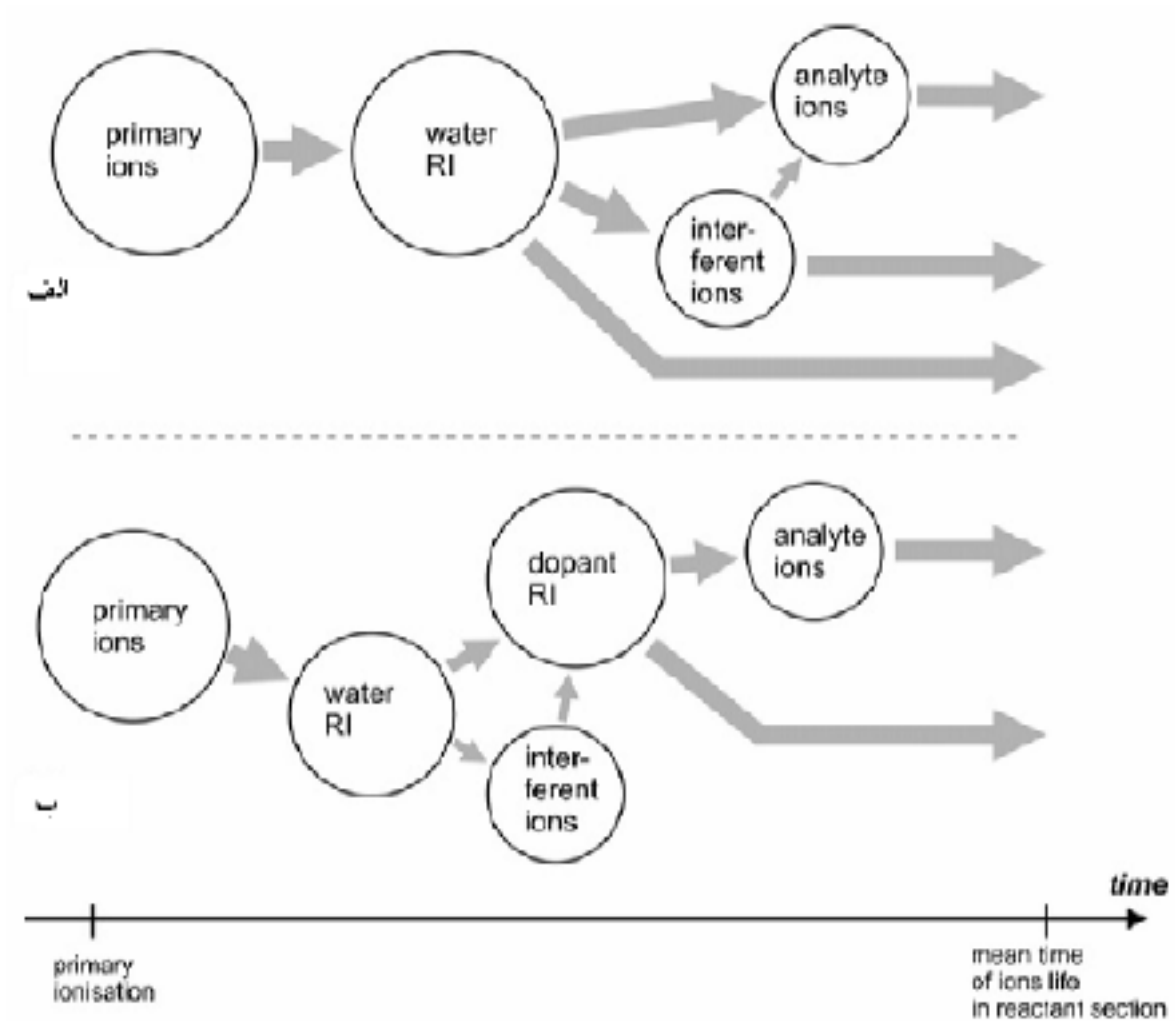 primary
ions
water
RI
analyte
ions
inter-
ferent
ions
الف
primary
ions
water
RI
dopant
RI
analyte
ions
inter-
ferent
ions
ب
time
primary
ionisation
mean time
of ions life
in reactant section